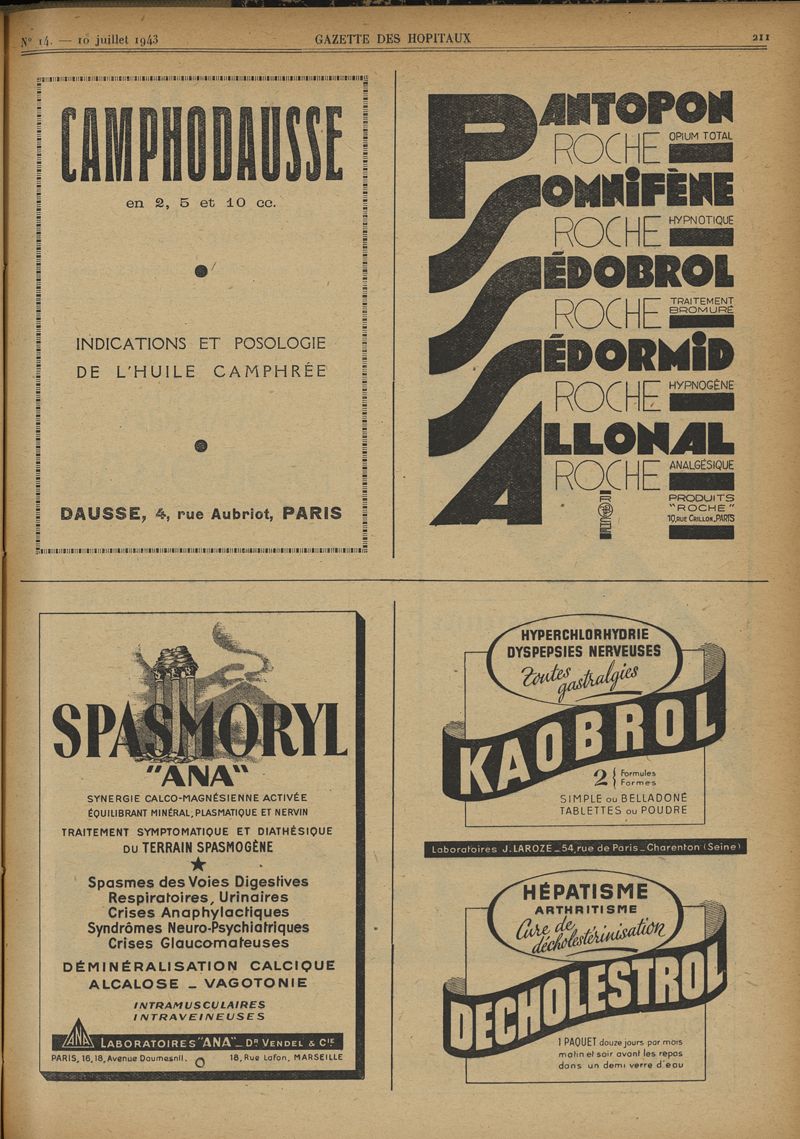 N° 14. — 10 juillet 1943
GAZETTE DES HOPITAUX
211
CAMPHODAUSSE
en 2, 5 et 10 cc.
INDICATIONS ET POSOLOGIE
DE L'HUILE CAMPHRÉE
DAUSSE, 4, rue Aubriot, PARIS
PANTOPON
ROCHE OPIUM TOTAL
SOMNIFÈNE
ROCHE HYPNOTIQUE
SÉDOBROL
ROCHE TRAITEMENT
BROMURÉ
SÉDORMID
ROCHE HYPNOGÈNE
ALLONAL
ROCHE ANALGÉSIQUE
PRODUITS
"ROCHE"
10, RUE CRILLON_PARIS
SPASMORYL
"ANA"
SYNERGIE CALCO-MAGNÉSIENNE ACTIVÉE
ÉQUILIBRANT MINÉRAL, PLASMATIQUE ET NERVIN
TRAITEMENT SYMPTOMATIQUE ET DIATHÉSIQUE
DU TERRAIN SPASMOGÈNE
Spasmes des Voies Digestives
Respiratoires, Urinaires
Crises Anaphylactiques
Syndrômes Neuro-Psychiatriques
Crises Glaucomateuses
DÉMINÉRALISATION CALCIQUE
ALCALOSE _ VAGOTONIE
INTRAMUSCULAIRES
INTRAVEINEUSES
ANA
LABORATOIRES "ANA" _ DR VENDEL & CIE
PARIS, 16, 18, Avenue Daumesnil. 18, Rue Lafon, MARSEILLE
HYPERCHLORHYDRIE
DYSPEPSIES NERVEUSES
Toutes
gastralgies
KAOBROL
2 { Formules
Formes
SIMPLE ou BELLADONÉ
TABLETTES ou POUDRE
Laboratoires J. LAROZE _ 54, rue de Paris _ Charenton (Seine)
HÉPATISME
ARTHRITISME
Cure de
décholestérinisation
DECHOLESTROL
1 PAQUET douze jours par mois
matin et soir avant les repas
dans un demi verre d'eau